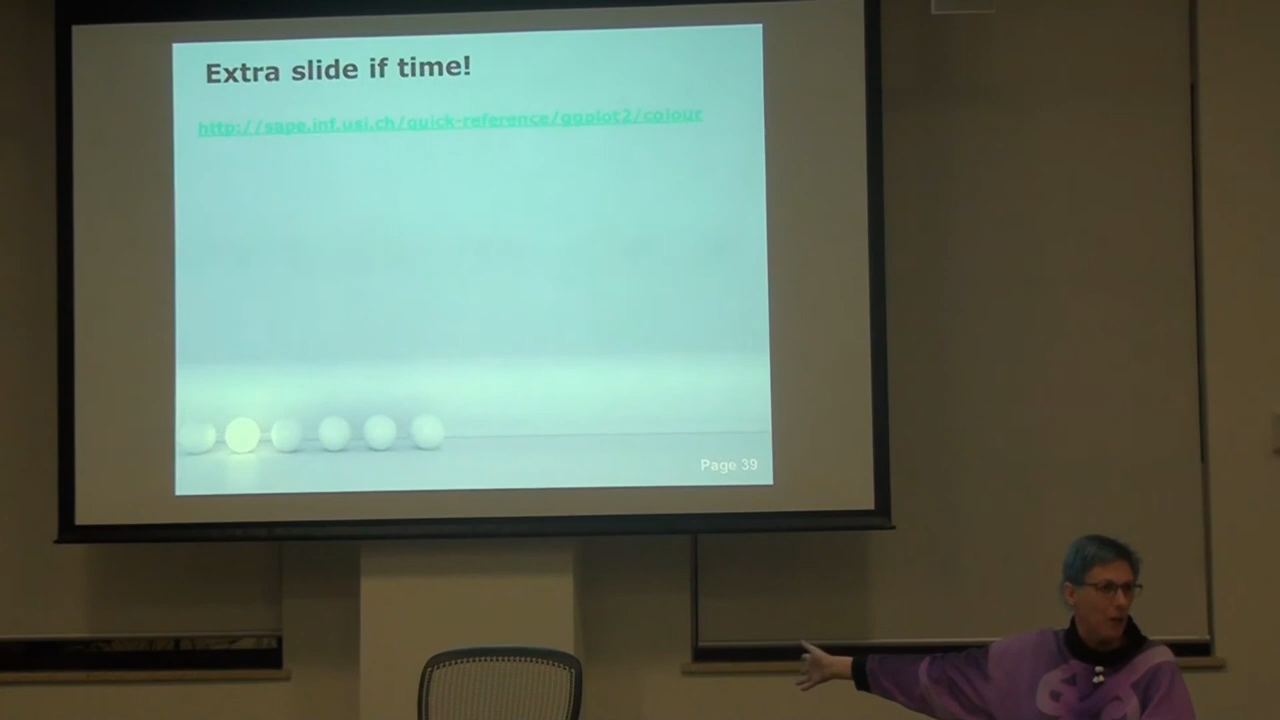 Extra slide if time!
http://sape.inf.usi.ch/quick-reference/ggplot2/colour
Page 39